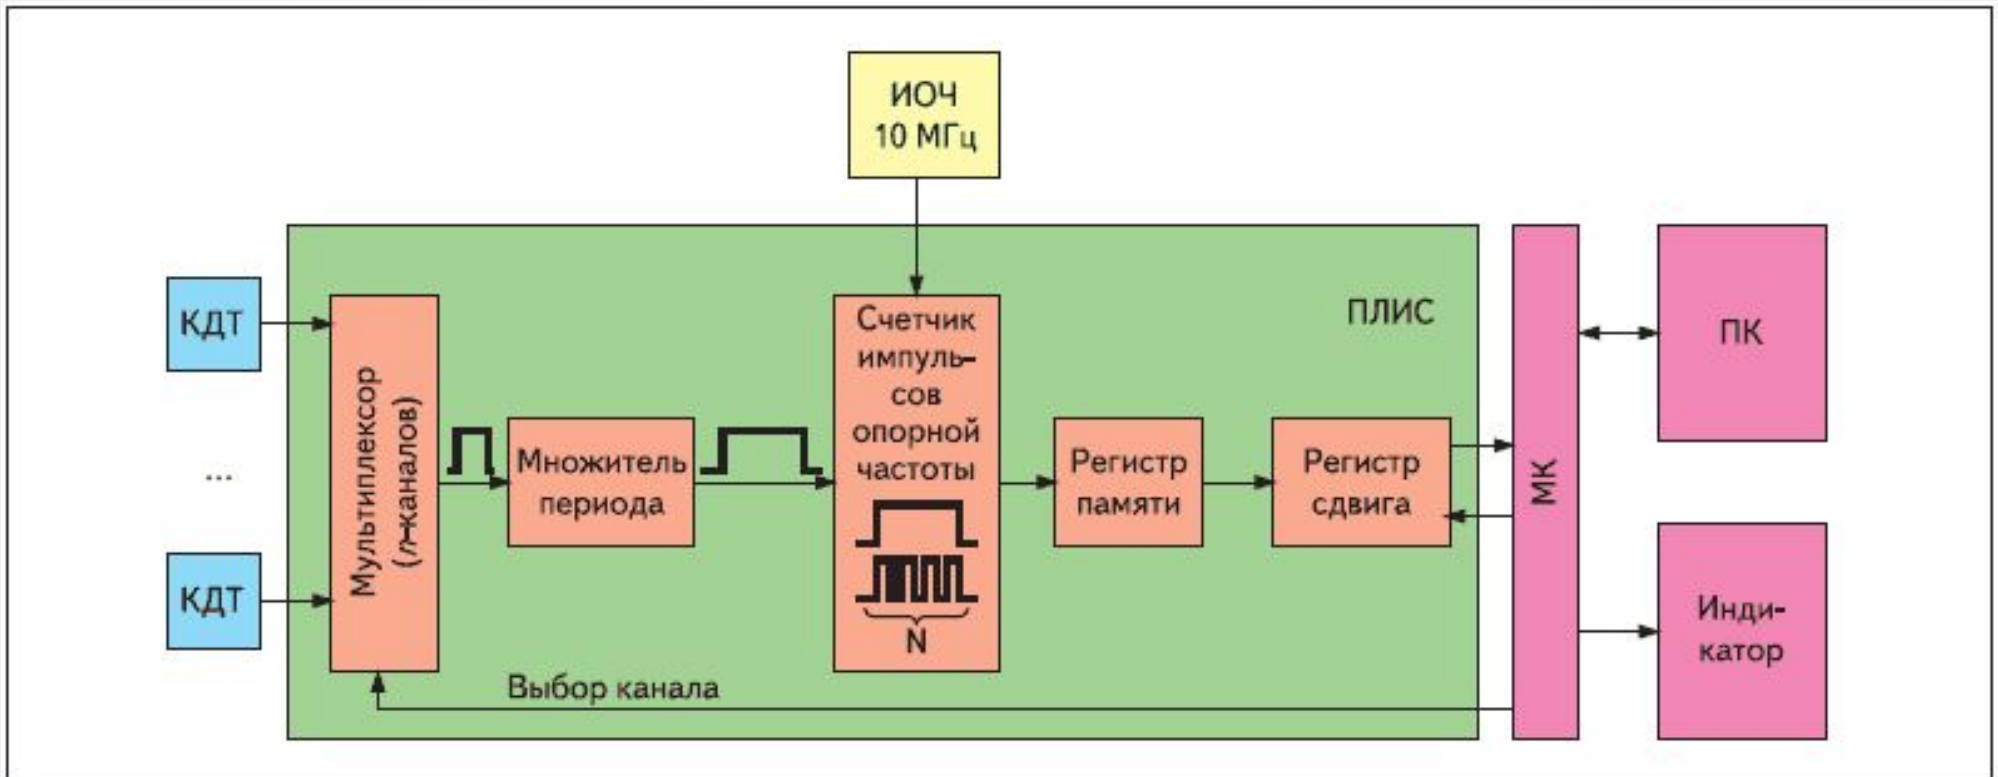 ИОЧ
10 МГц
КДТ
...
КДТ
Мультиплексор
(n-каналов)
Множитель
периода
Счетчик
импуль-
сов
опорной
частоты
N
ПЛИС
Регистр
памяти
Регистр
сдвига
Выбор канала
МК
ПК
Инди-
катор